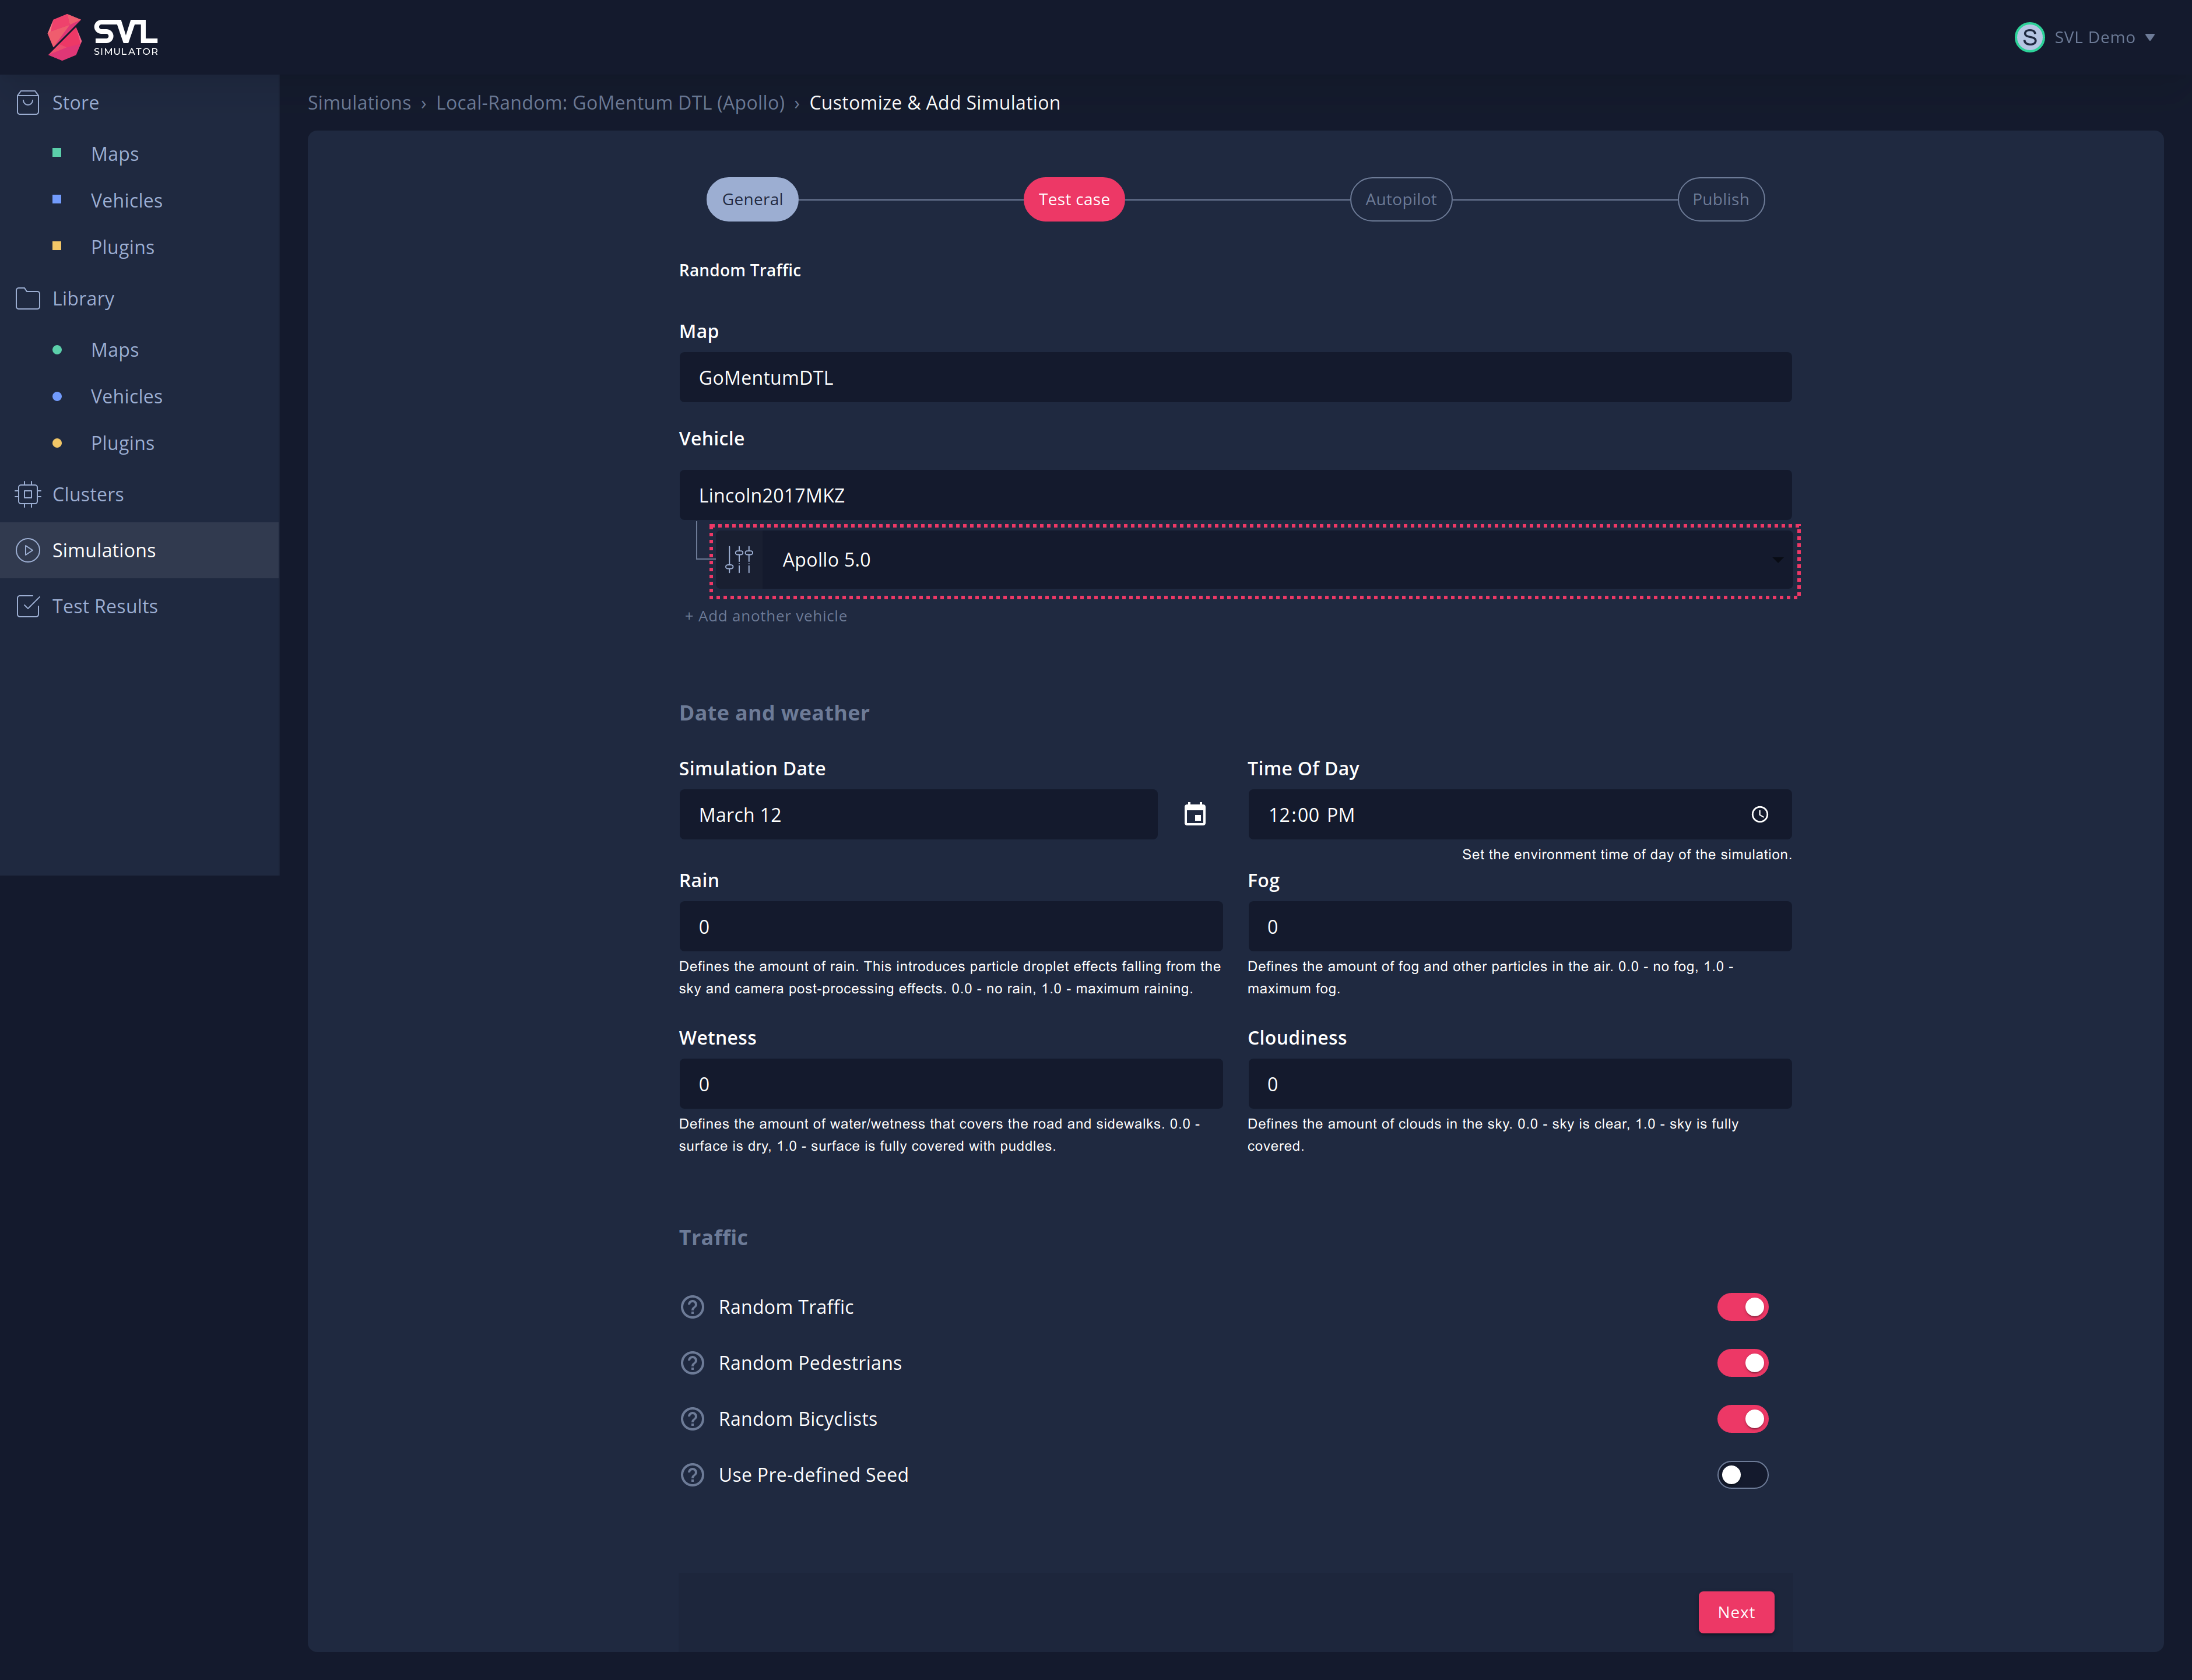 SVL
SIMULATOR
S SVL Demo
Store
Maps
Vehicles
Plugins
Library
Maps
Vehicles
Plugins
Clusters
Simulations
Test Results
Simulations › Local-Random: GoMentum DTL (Apollo) › Customize & Add Simulation
General
Test case
Autopilot
Publish
Random Traffic
Map
GoMentumDTL
Vehicle
Lincoln2017MKZ
Apollo 5.0
+ Add another vehicle
Date and weather
Simulation Date
March 12
Time Of Day
12:00 PM
Set the environment time of day of the simulation.
Rain
0
Defines the amount of rain. This introduces particle droplet effects falling from the
sky and camera post-processing effects. 0.0 - no rain, 1.0 - maximum raining.
Fog
0
Defines the amount of fog and other particles in the air. 0.0 - no fog, 1.0 -
maximum fog.
Wetness
0
Defines the amount of water/wetness that covers the road and sidewalks. 0.0 -
surface is dry, 1.0 - surface is fully covered with puddles.
Cloudiness
0
Defines the amount of clouds in the sky. 0.0 - sky is clear, 1.0 - sky is fully
covered.
Traffic
? Random Traffic
? Random Pedestrians
? Random Bicyclists
? Use Pre-defined Seed
Next